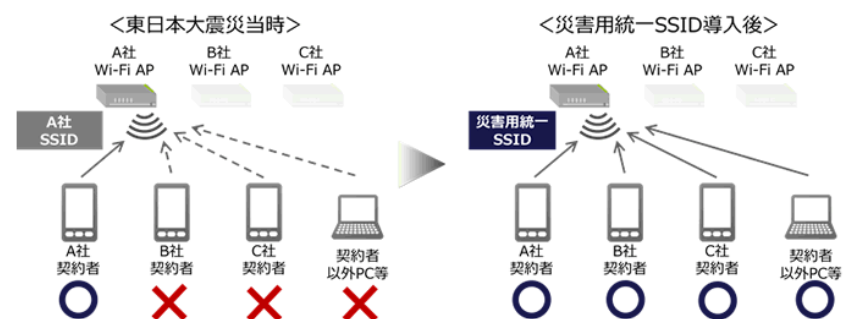 <東日本大震災当時>
A社
Wi-Fi AP
B社
Wi-Fi AP
C社
Wi-Fi AP
A社
SSID
A社
契約者
B社
契約者
C社
契約者
契約者
以外PC等
<災害用統一SSID導入後>
A社
Wi-Fi AP
B社
Wi-Fi AP
C社
Wi-Fi AP
災害用統一
SSID
A社
契約者
B社
契約者
C社
契約者
契約者
以外PC等